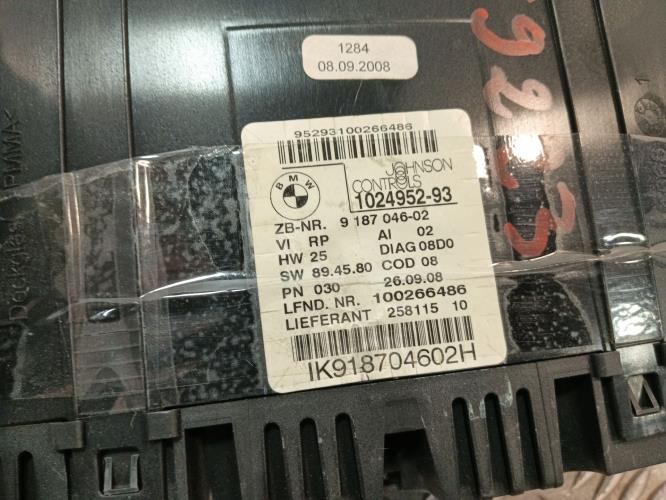 1284
08.09.2008
95293100266486
BMW
JOHNSON
CONTROLS
1024952-93
ZB-NR. 9 187 046-02
VI RP AI 02
HW 25 DIAG 08D0
SW 89.45.80 COD 08
PN 030 26.09.08
LFND. NR. 100266486
LIEFERANT 258115 10
IK918704602H
>PMMA<
1